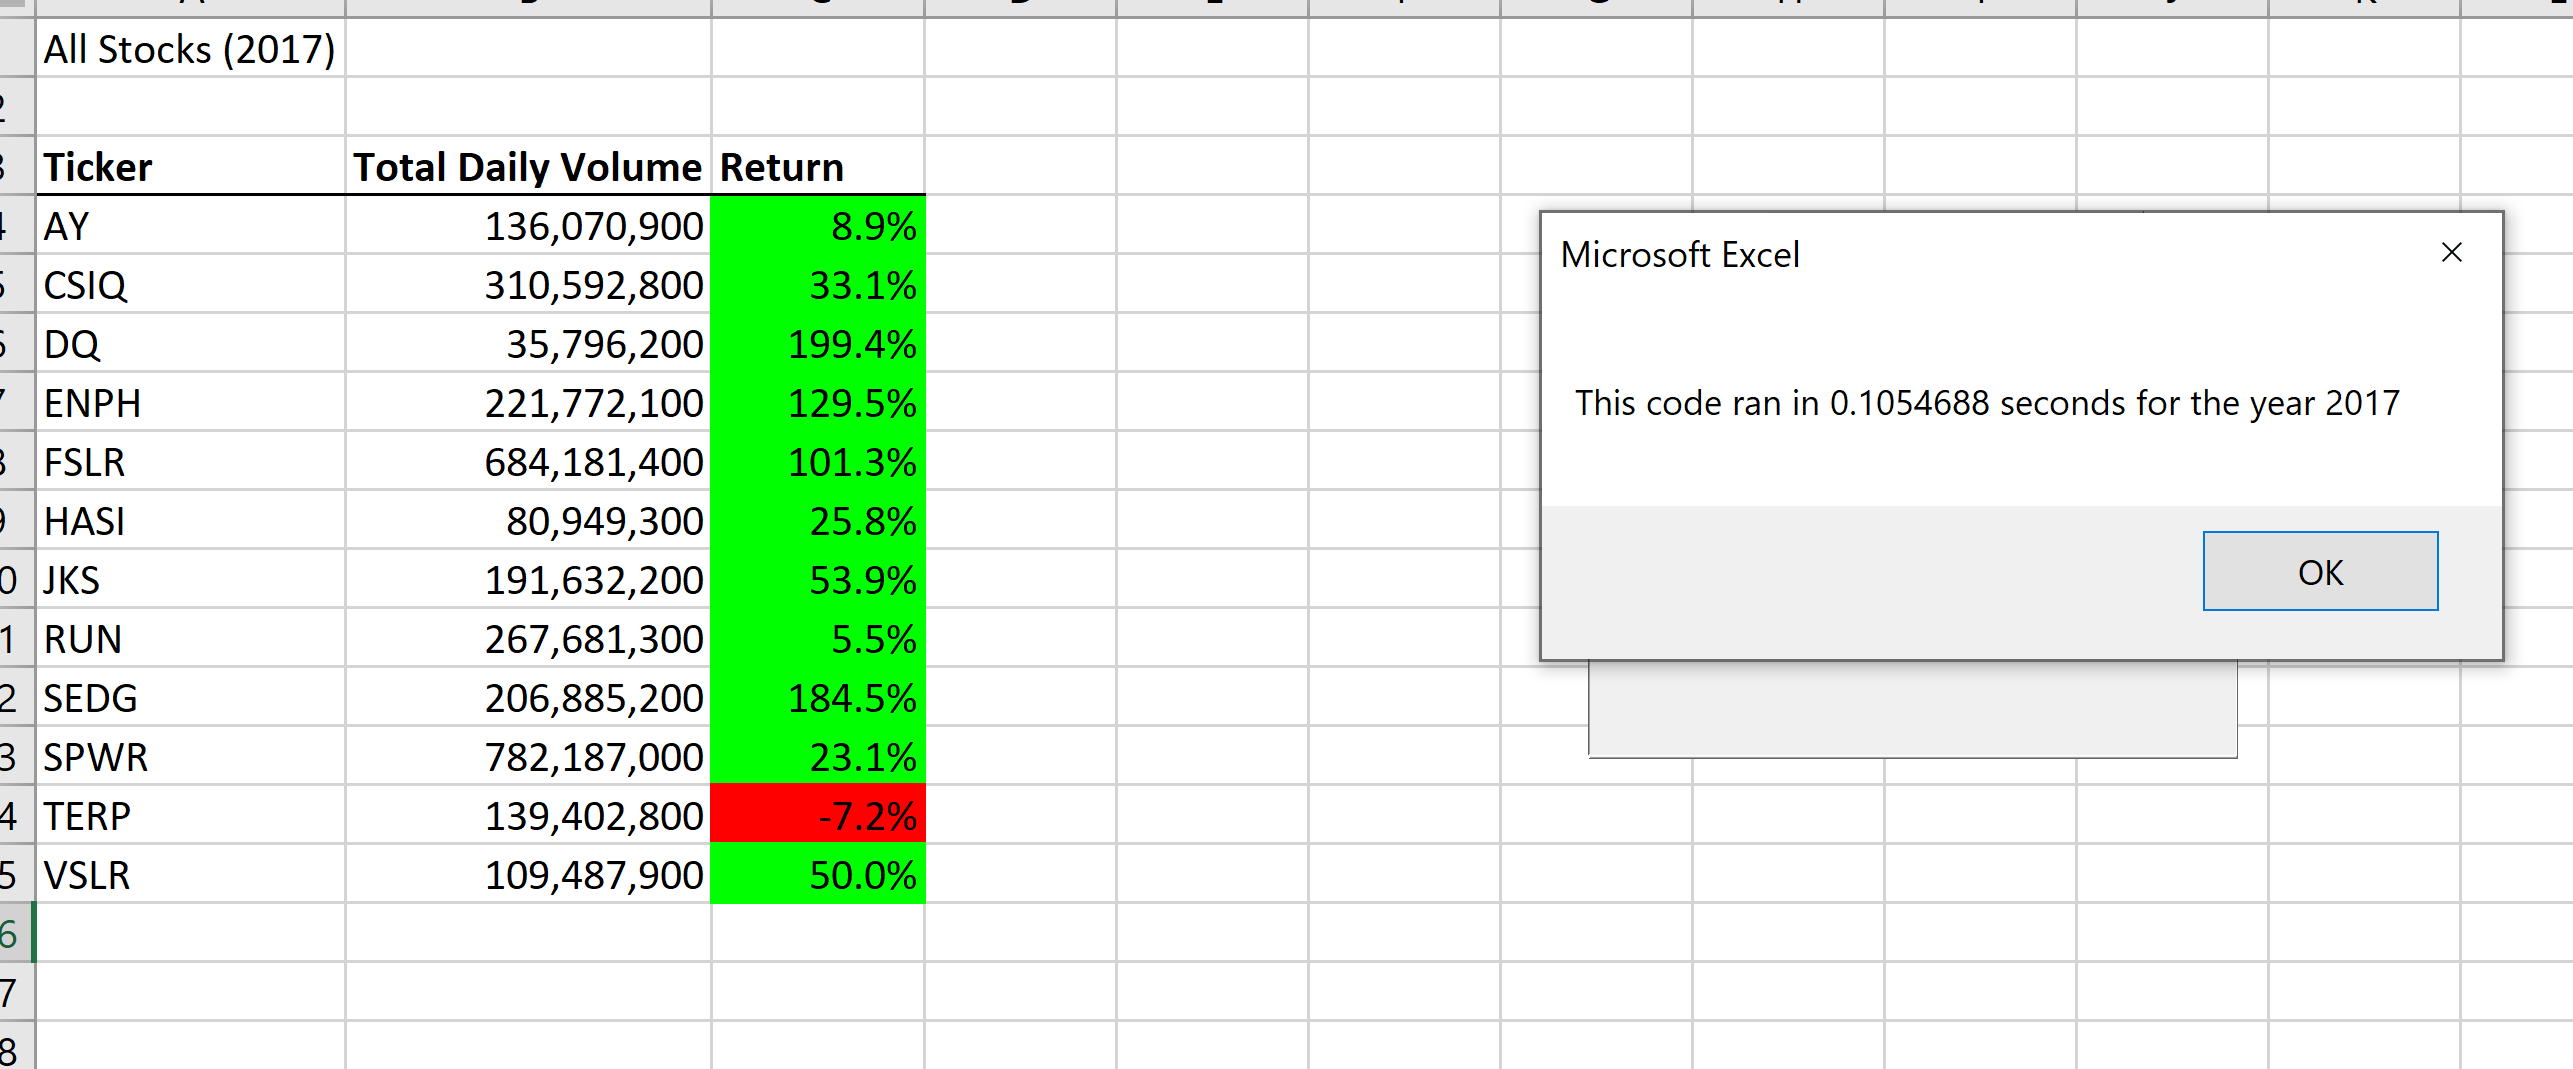 All Stocks (2017)
Ticker Total Daily Volume Return
AY 136,070,900 8.9%
CSIQ 310,592,800 33.1%
DQ 35,796,200 199.4%
ENPH 221,772,100 129.5%
FSLR 684,181,400 101.3%
HASI 80,949,300 25.8%
JKS 191,632,200 53.9%
RUN 267,681,300 5.5%
SEDG 206,885,200 184.5%
SPWR 782,187,000 23.1%
TERP 139,402,800 -7.2%
VSLR 109,487,900 50.0%
Microsoft Excel
This code ran in 0.1054688 seconds for the year 2017
OK